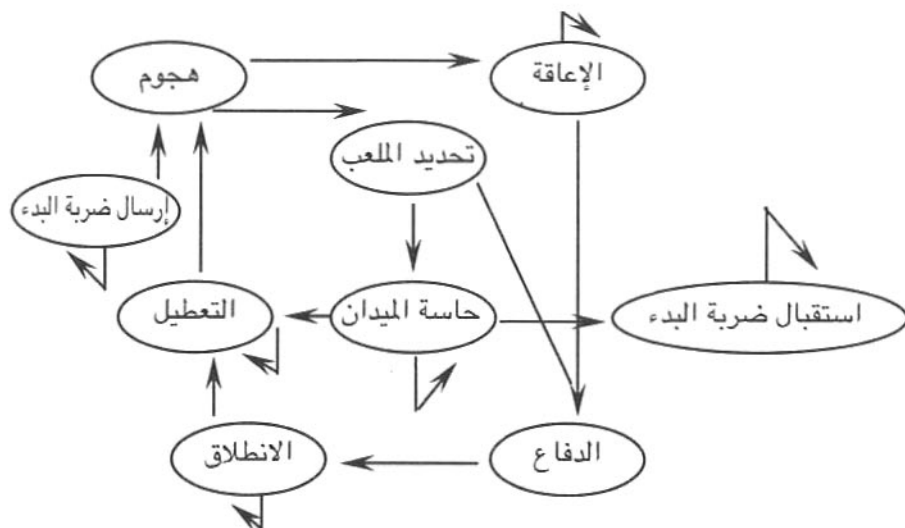 هجوم
الإعاقة
تحديد الملعب
إرسال ضربة البدء
التعطيل
حاسة الميدان
استقبال ضربة البدء
الانطلاق
الدفاع